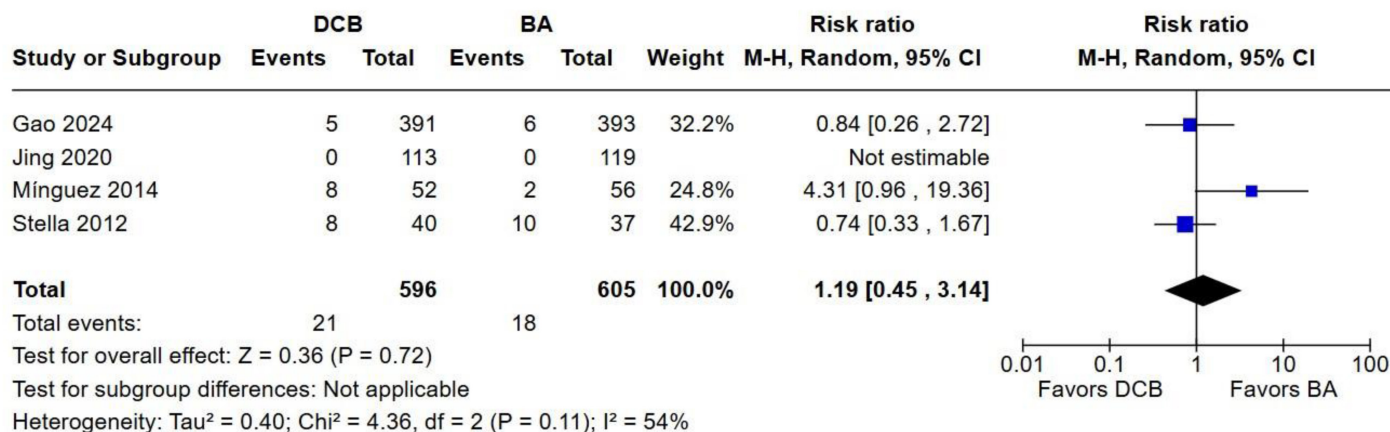 DCB BA Risk ratio Risk ratio
Study or Subgroup Events Total Events Total Weight M-H, Random, 95% CI M-H, Random, 95% CI
Gao 2024 5 391 6 393 32.2% 0.84 [0.26 , 2.72]
Jing 2020 0 113 0 119 Not estimable
Mínguez 2014 8 52 2 56 24.8% 4.31 [0.96 , 19.36]
Stella 2012 8 40 10 37 42.9% 0.74 [0.33 , 1.67]
Total 596 605 100.0% 1.19 [0.45 , 3.14]
Total events: 21 18
Test for overall effect: Z = 0.36 (P = 0.72)
Test for subgroup differences: Not applicable
Heterogeneity: Tau² = 0.40; Chi² = 4.36, df = 2 (P = 0.11); I² = 54%
0.01 0.1 1 10 100
Favors DCB Favors BA